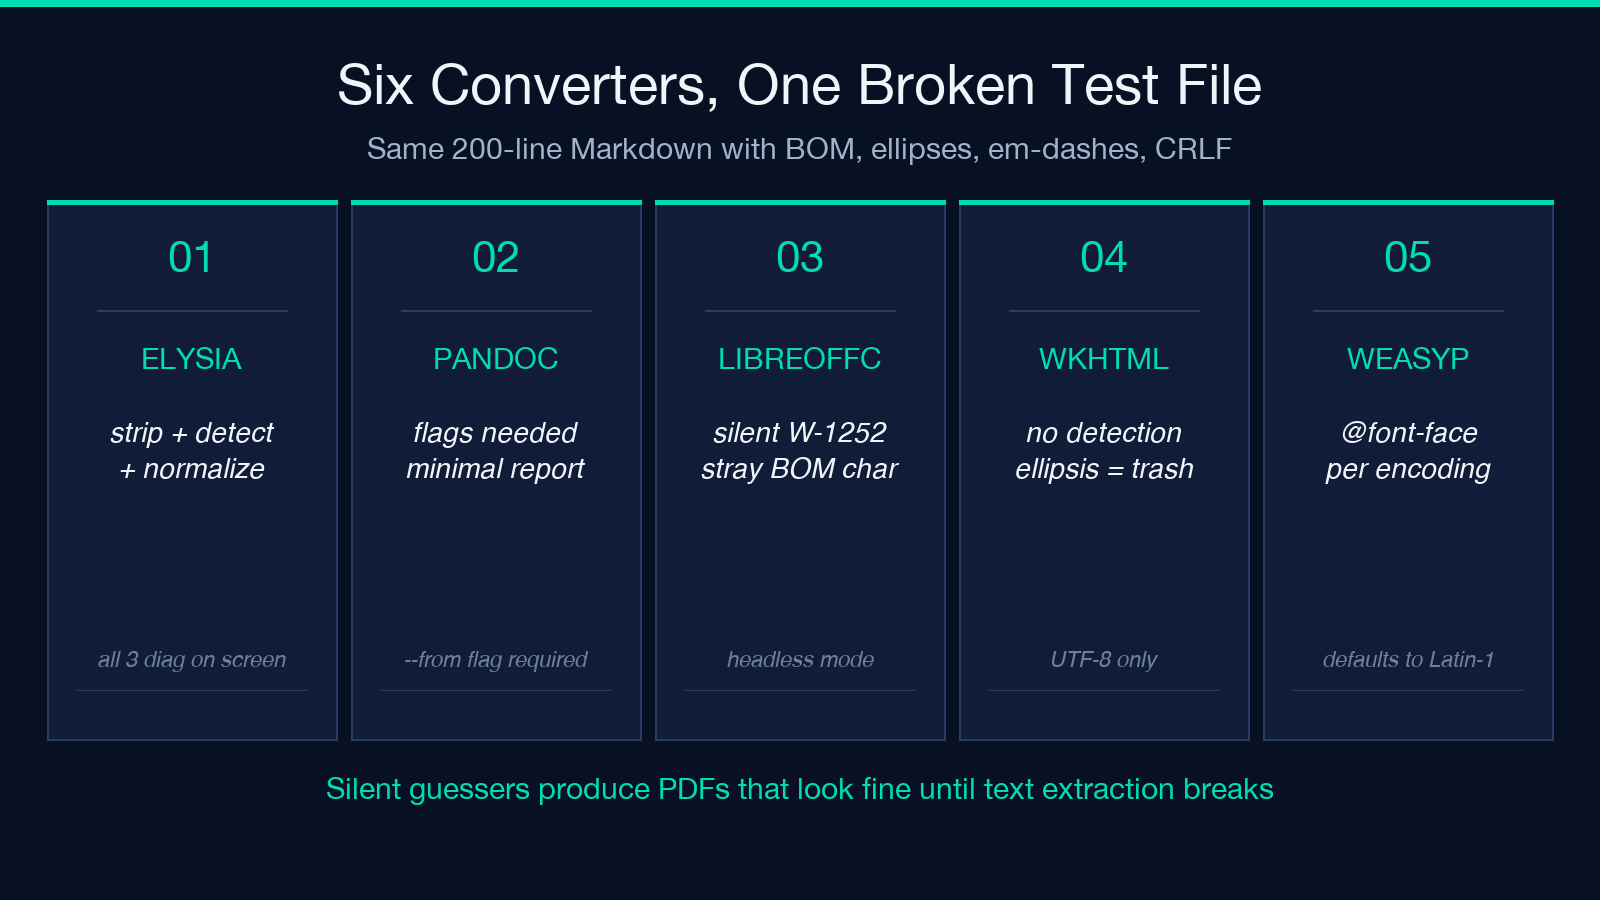 Six Converters, One Broken Test File
Same 200-line Markdown with BOM, ellipses, em-dashes, CRLF
01
ELYSIA
strip + detect
+ normalize
all 3 diag on screen
02
PANDOC
flags needed
minimal report
--from flag required
03
LIBREOFFC
silent W-1252
stray BOM char
headless mode
04
WKHTML
no detection
ellipsis = trash
UTF-8 only
05
WEASYP
@font-face
per encoding
defaults to Latin-1
Silent guessers produce PDFs that look fine until text extraction breaks